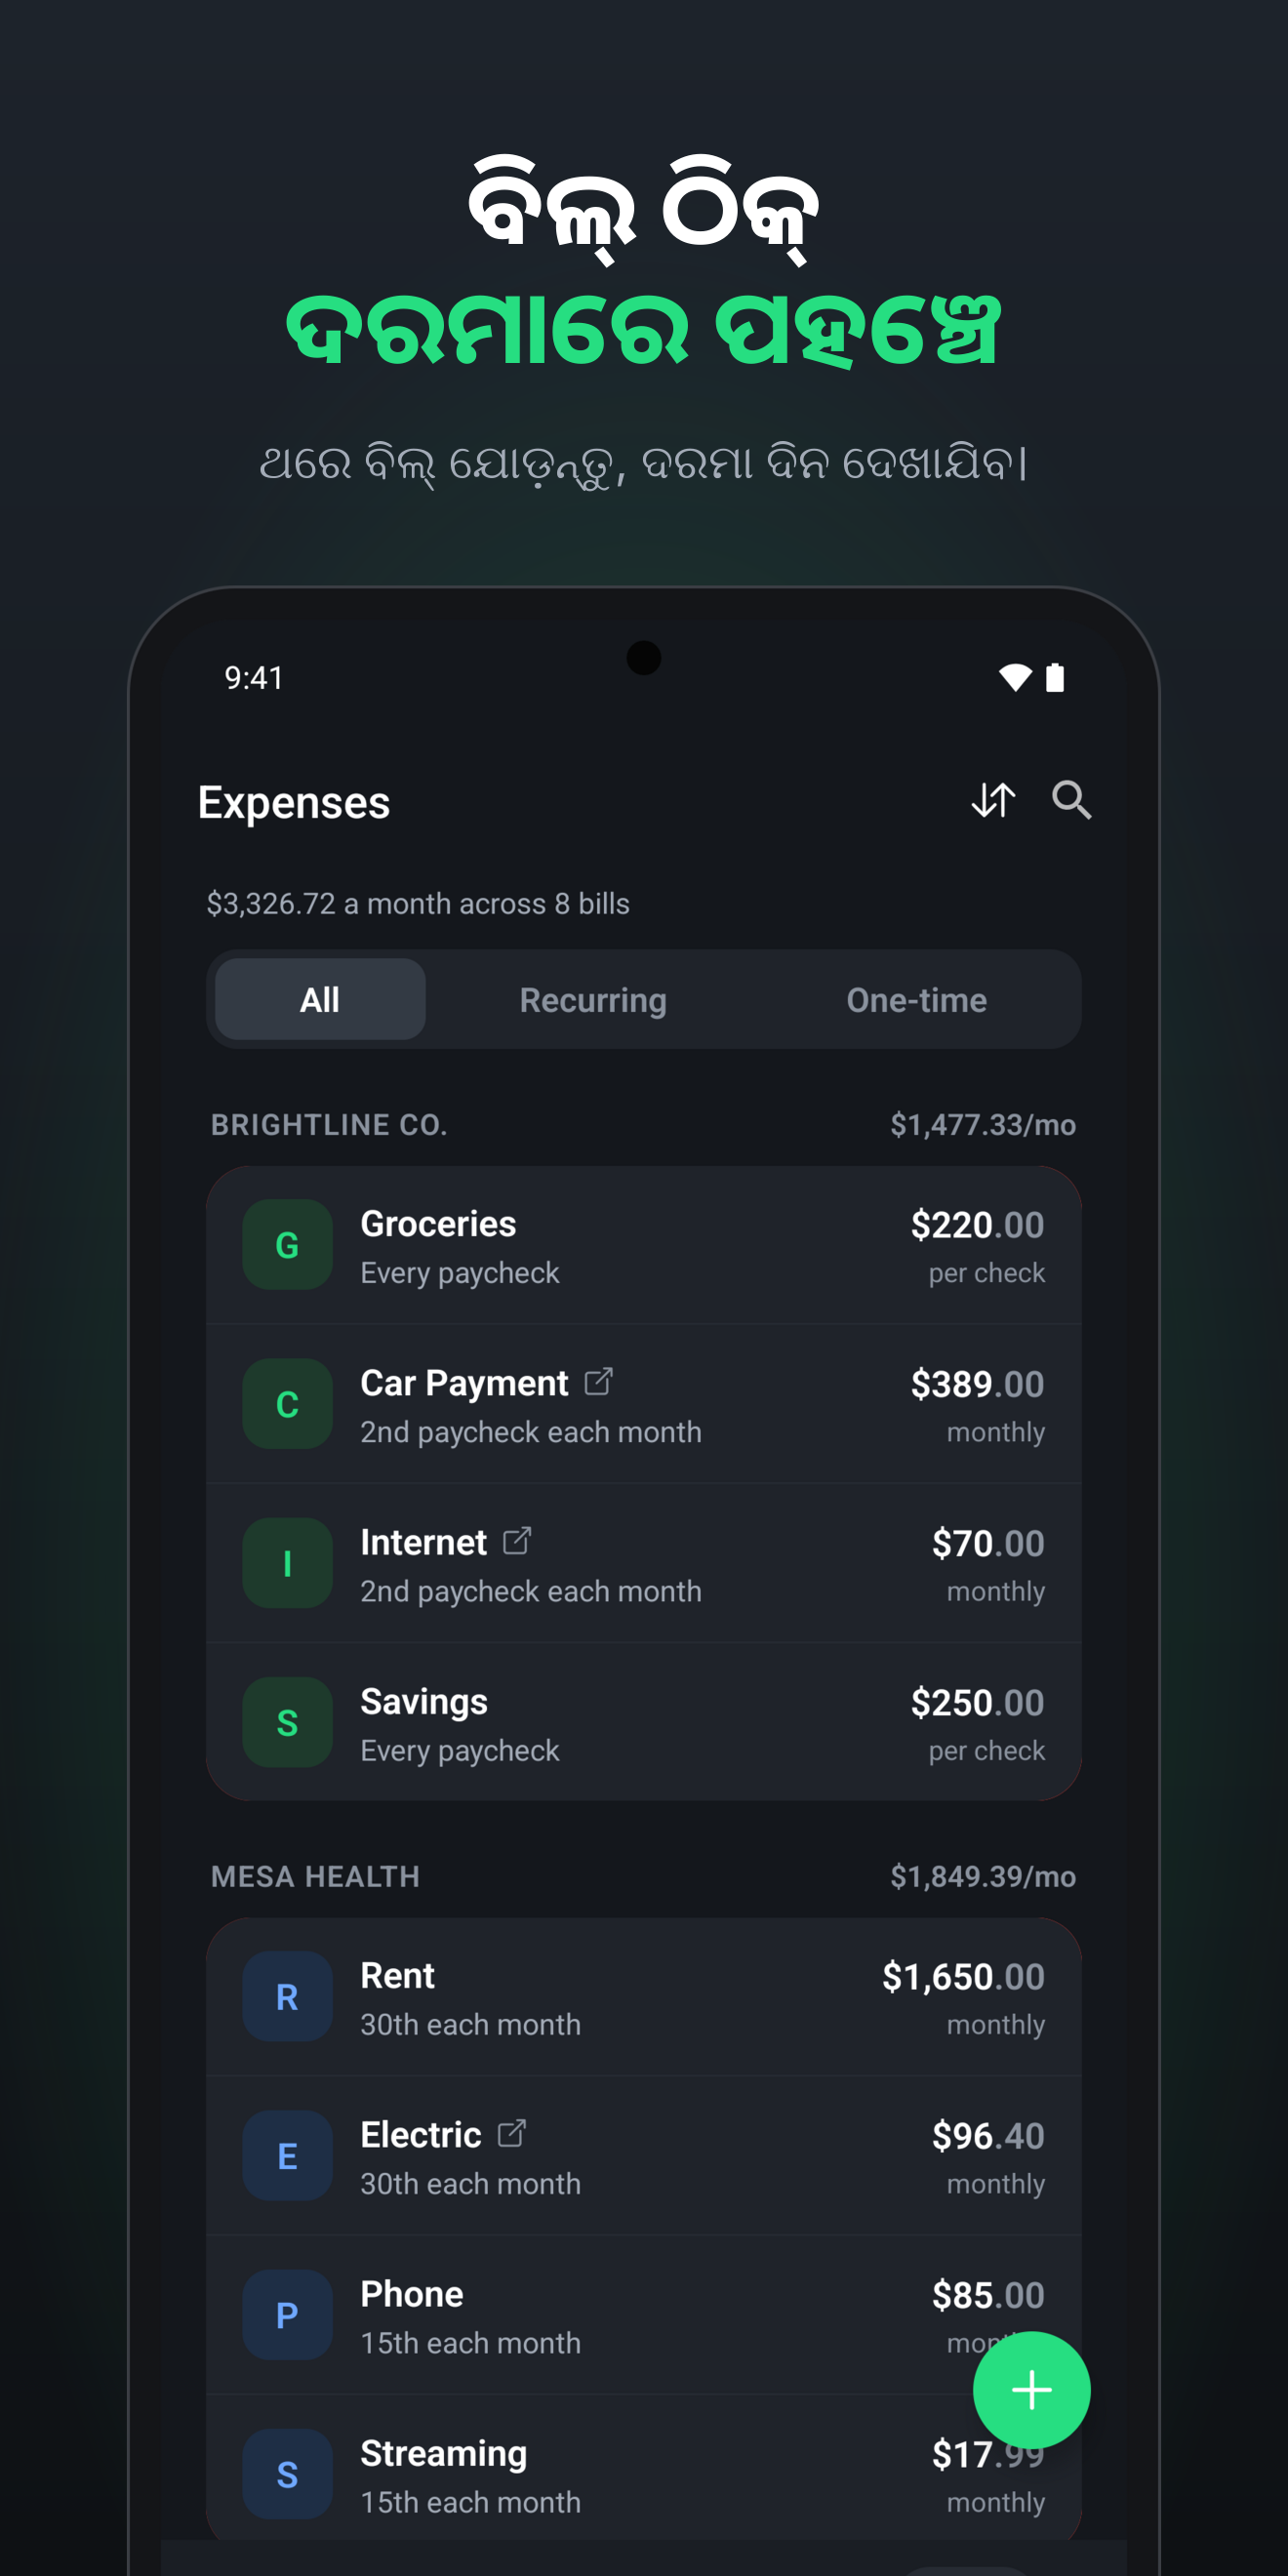 ବିଲ୍ ଠିକ୍
ଦରମାରେ ପହଞ୍ଚେ
ଥରେ ବିଲ୍ ଯୋଡ଼ନ୍ତୁ, ଦରମା ଦିନ ଦେଖାଯିବ।
9:41
Expenses
$3,326.72 a month across 8 bills
All Recurring One-time
BRIGHTLINE CO. $1,477.33/mo
G Groceries $220.00
Every paycheck per check
C Car Payment $389.00
2nd paycheck each month monthly
I Internet $70.00
2nd paycheck each month monthly
S Savings $250.00
Every paycheck per check
MESA HEALTH $1,849.39/mo
R Rent $1,650.00
30th each month monthly
E Electric $96.40
30th each month monthly
P Phone $85.00
15th each month
S Streaming $17.99
15th each month monthly